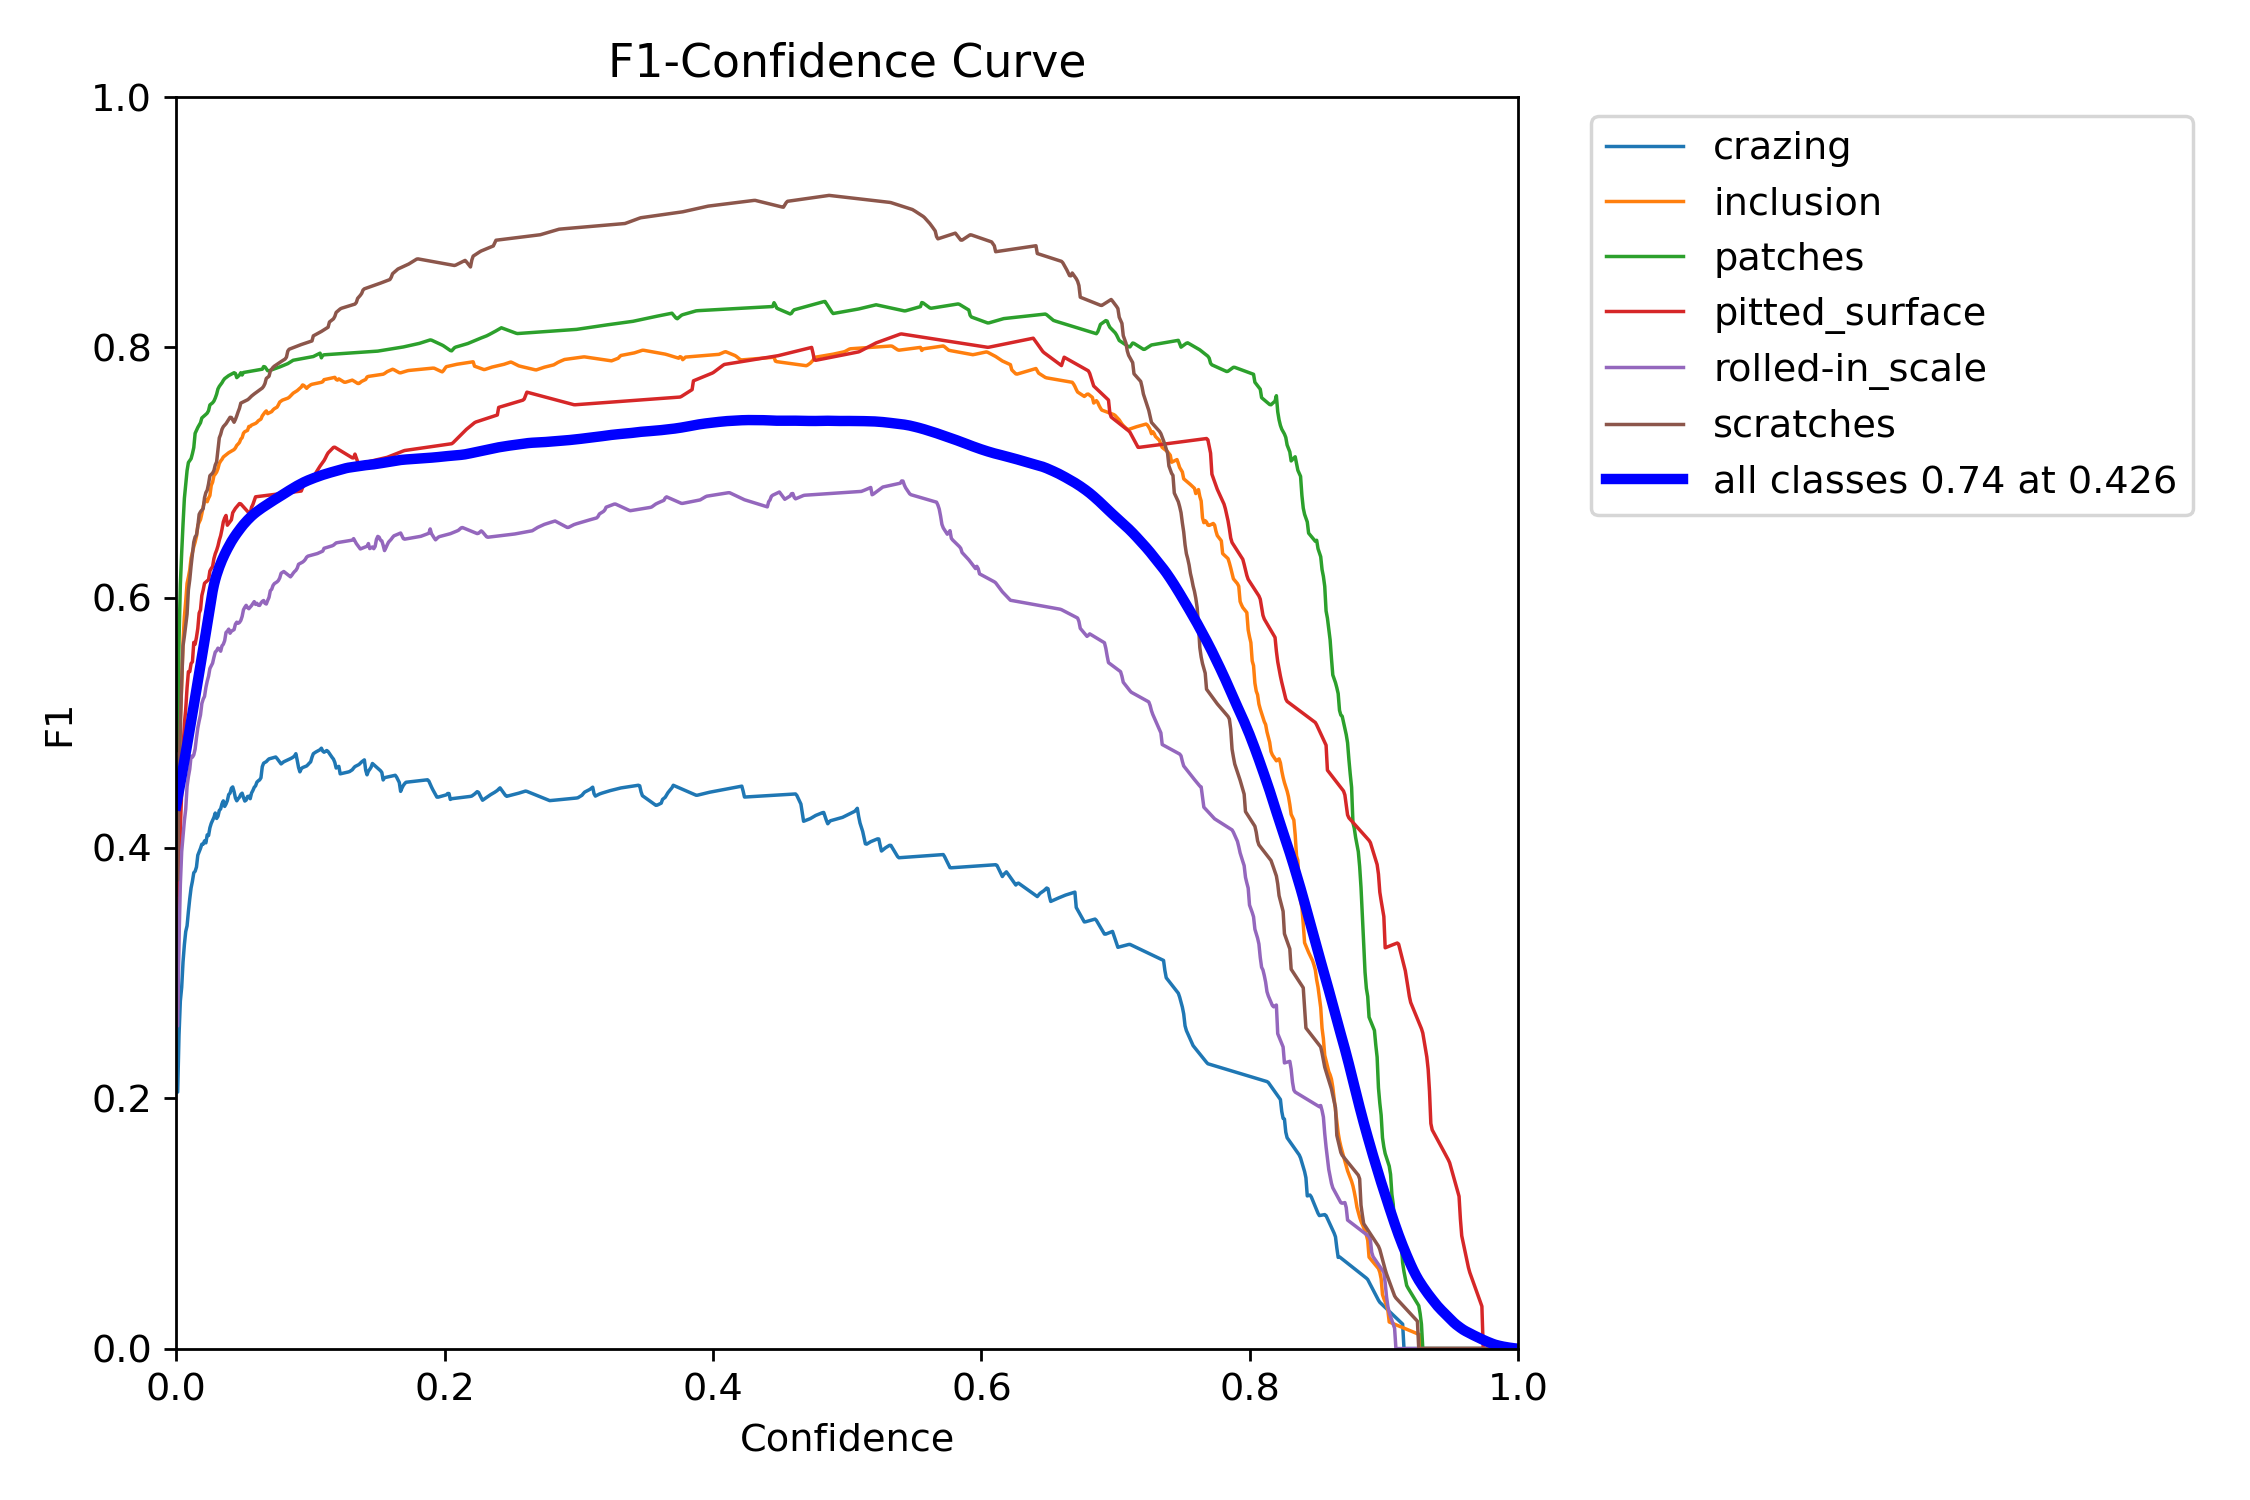 F1-Confidence Curve
1.0
0.8
0.6
0.4
0.2
0.0
F1
0.0 0.2 0.4 0.6 0.8 1.0
Confidence
crazing
inclusion
patches
pitted_surface
rolled-in_scale
scratches
all classes 0.74 at 0.426